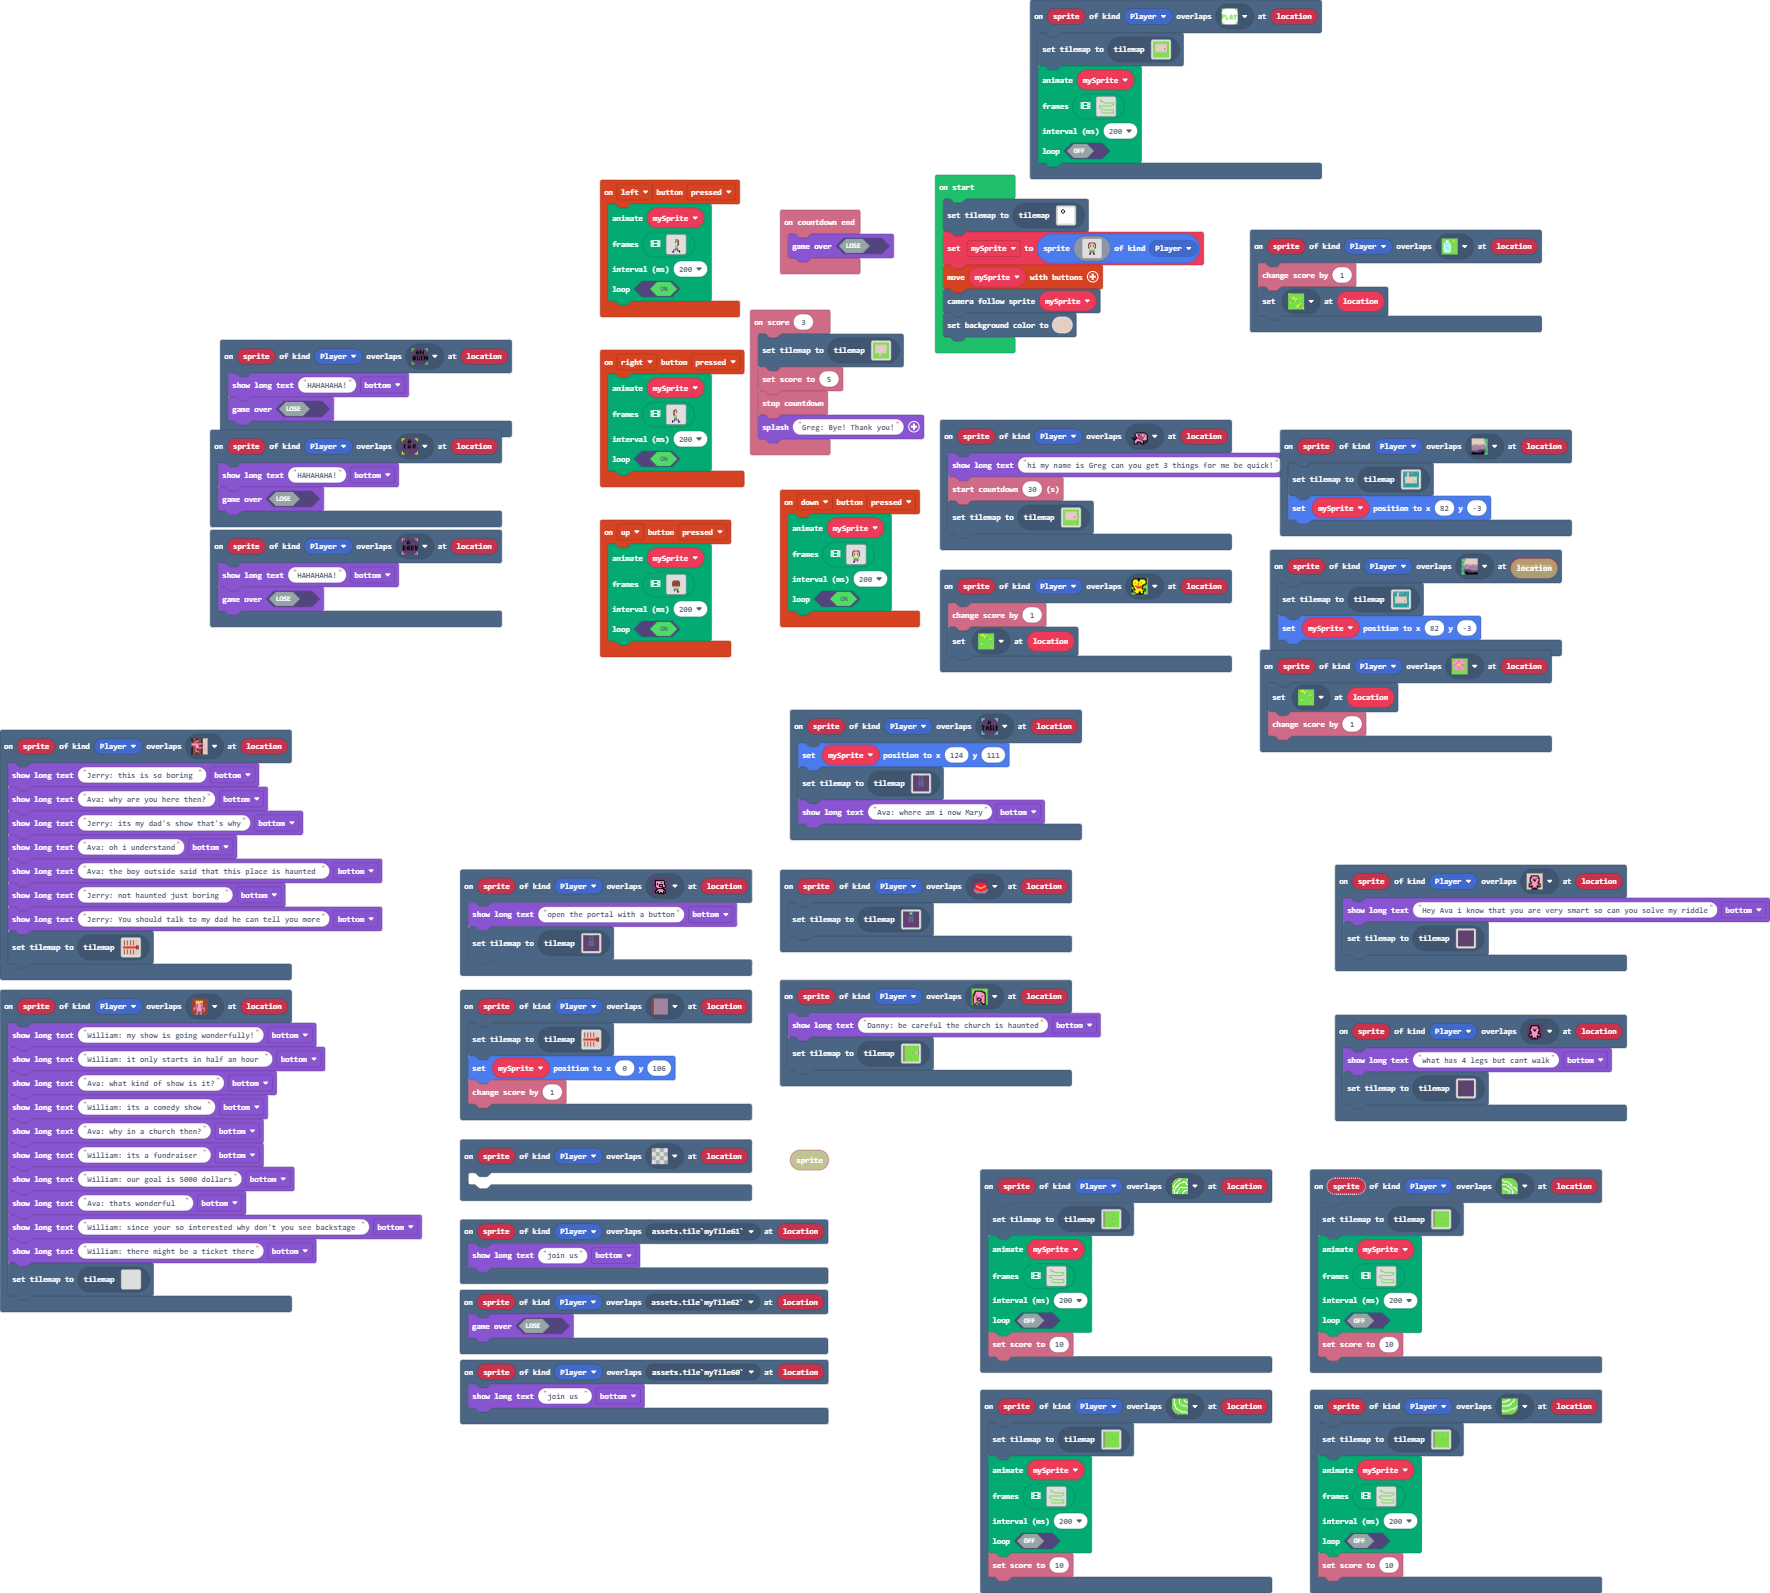 on sprite of kind Player overlaps PLAY at location
set tilemap to tilemap
animate mySprite
frames
interval (ms) 200
loop OFF
on left button pressed
animate mySprite
frames
interval (ms) 200
loop ON
on countdown end
game over LOSE
on start
set tilemap to tilemap
set mySprite to sprite of kind Player
move mySprite with buttons
camera follow sprite mySprite
set background color to
on sprite of kind Player overlaps at location
change score by 1
set at location
on score 3
set tilemap to tilemap
set score to 5
stop countdown
splash "Greg: Bye! Thank you!"
on sprite of kind Player overlaps at location
show long text "HAHAHAHA!" bottom
game over LOSE
on sprite of kind Player overlaps at location
show long text "HAHAHAHA!" bottom
game over LOSE
on sprite of kind Player overlaps A BABY at location
show long text "HAHAHAHA!" bottom
game over LOSE
on right button pressed
animate mySprite
frames
interval (ms) 200
loop ON
on up button pressed
animate mySprite
frames
interval (ms) 200
loop ON
on down button pressed
animate mySprite
frames
interval (ms) 200
loop ON
on sprite of kind Player overlaps at location
show long text "hi my name is Greg can you get 3 things for me be quick!"
start countdown 30 (s)
set tilemap to tilemap
on sprite of kind Player overlaps at location
set tilemap to tilemap
set mySprite position to x 82 y -3
on sprite of kind Player overlaps at location
change score by 1
set at location
on sprite of kind Player overlaps at location
set tilemap to tilemap
set mySprite position to x 82 y -3
on sprite of kind Player overlaps at location
set at location
change score by 1
on sprite of kind Player overlaps A TABLE at location
set mySprite position to x 124 y 111
set tilemap to tilemap
show long text "Ava: where am i now Mary" bottom
on sprite of kind Player overlaps at location
show long text "Jerry: this is so boring " bottom
show long text "Ava: why are you here then?" bottom
show long text "Jerry: its my dad's show that's why" bottom
show long text "Ava: oh i understand" bottom
show long text "Ava: the boy outside said that this place is haunted " bottom
show long text "Jerry: not haunted just boring " bottom
show long text "Jerry: You should talk to my dad he can tell you more" bottom
set tilemap to tilemap
on sprite of kind Player overlaps at location
show long text "William: my show is going wonderfully!" bottom
show long text "William: it only starts in half an hour " bottom
show long text "Ava: what kind of show is it?" bottom
show long text "William: its a comedy show " bottom
show long text "Ava: why in a church then?" bottom
show long text "William: its a fundraiser " bottom
show long text "William: our goal is 5000 dollars" bottom
show long text "Ava: thats wonderful " bottom
show long text "William: since your so interested why don't you see backstage " bottom
show long text "William: there might be a ticket there" bottom
set tilemap to tilemap
on sprite of kind Player overlaps at location
show long text "open the portal with a button" bottom
set tilemap to tilemap
on sprite of kind Player overlaps at location
set tilemap to tilemap
on sprite of kind Player overlaps at location
set tilemap to tilemap
set mySprite position to x 0 y 106
change score by 1
on sprite of kind Player overlaps at location
show long text "Danny: be careful the church is haunted" bottom
set tilemap to tilemap
on sprite of kind Player overlaps at location
sprite
on sprite of kind Player overlaps assets.tile`myTile61` at location
show long text "join us" bottom
on sprite of kind Player overlaps assets.tile`myTile62` at location
game over LOSE
on sprite of kind Player overlaps assets.tile`myTile60` at location
show long text "join us " bottom
on sprite of kind Player overlaps at location
show long text "Hey Ava i know that you are very smart so can you solve my riddle" bottom
set tilemap to tilemap
on sprite of kind Player overlaps at location
show long text "what has 4 legs but cant walk" bottom
set tilemap to tilemap
on sprite of kind Player overlaps at location
set tilemap to tilemap
animate mySprite
frames
interval (ms) 200
loop OFF
set score to 10
on sprite of kind Player overlaps at location
set tilemap to tilemap
animate mySprite
frames
interval (ms) 200
loop OFF
set score to 10
on sprite of kind Player overlaps at location
set tilemap to tilemap
animate mySprite
frames
interval (ms) 200
loop OFF
set score to 10
on sprite of kind Player overlaps at location
set tilemap to tilemap
animate mySprite
frames
interval (ms) 200
loop OFF
set score to 10